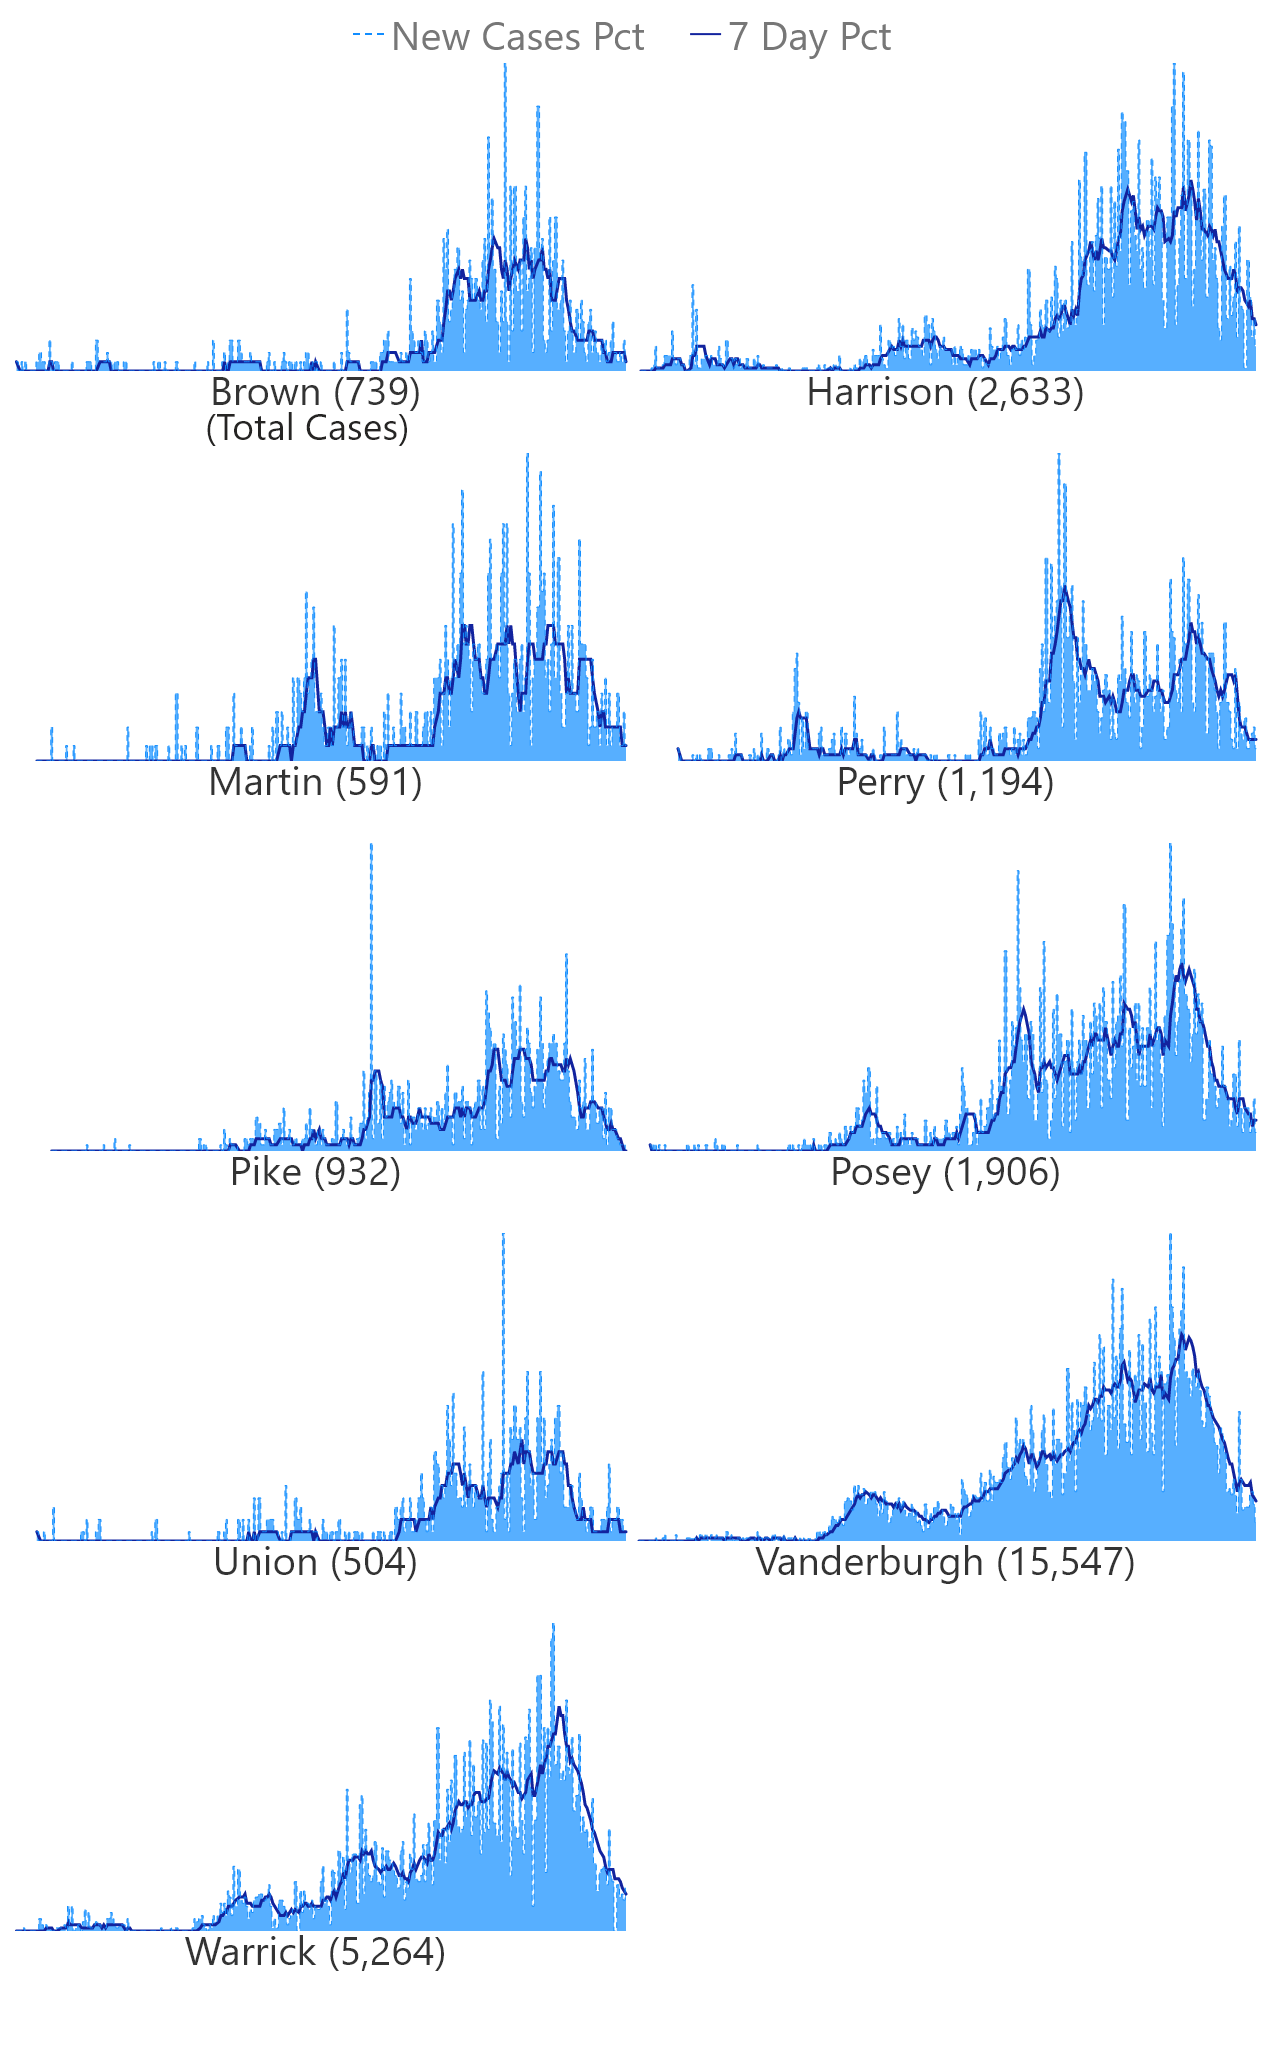 New Cases Pct 7 Day Pct
Brown (739) Harrison (2,633)
(Total Cases)
Martin (591) Perry (1,194)
Pike (932) Posey (1,906)
Union (504) Vanderburgh (15,547)
Warrick (5,264)